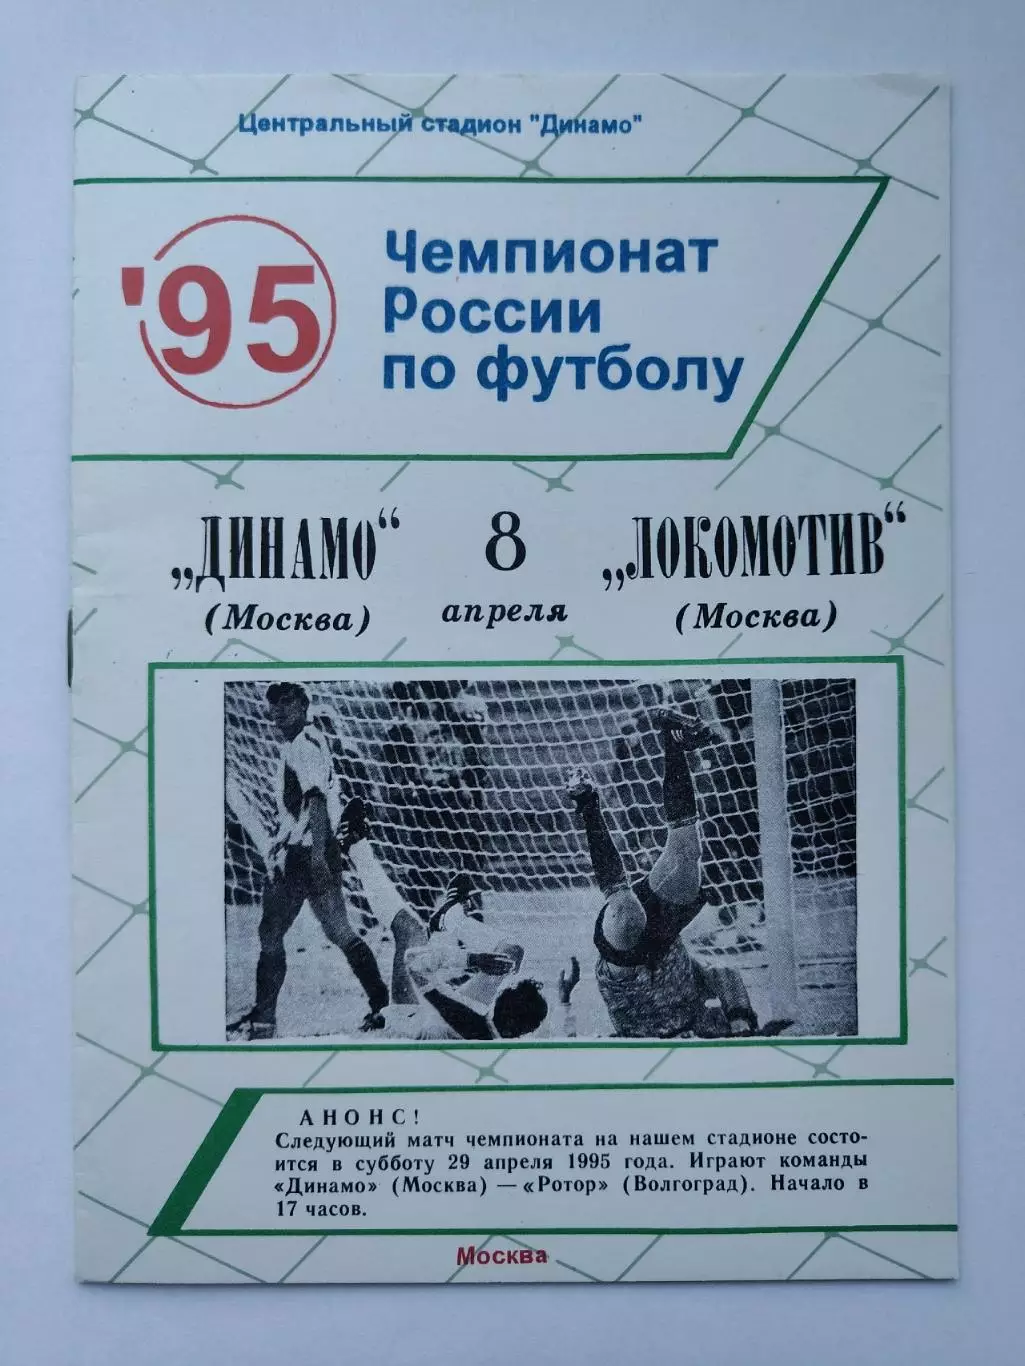 Центральный стадион "Динамо"
'95
Чемпионат
России
по футболу
„ДИНАМО“
(Москва)
8
апреля
„ЛОКОМОТИВ“
(Москва)
АНОНС!
Следующий матч чемпионата на нашем стадионе состо-
ится в субботу 29 апреля 1995 года. Играют команды
«Динамо» (Москва) — «Ротор» (Волгоград). Начало в
17 часов.
Москва